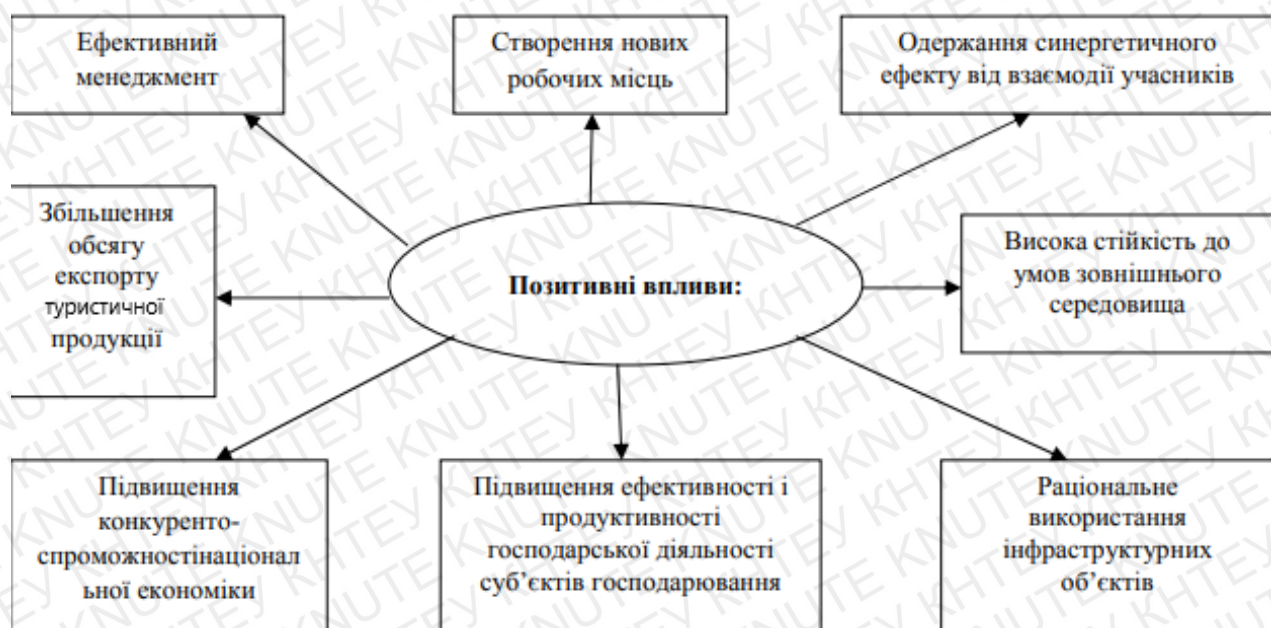 Ефективний
менеджмент
Створення нових
робочих місць
Одержання синергетичного
ефекту від взаємодії учасників
Збільшення
обсягу
експорту
туристичної
продукції
Позитивні впливи:
Висока стійкість до
умов зовнішнього
середовища
Підвищення
конкуренто-
спроможностінаціонал
ьної економіки
Підвищення ефективності і
продуктивності
господарської діяльності
суб’єктів господарювання
Раціональне
використання
інфраструктурних
об’єктів